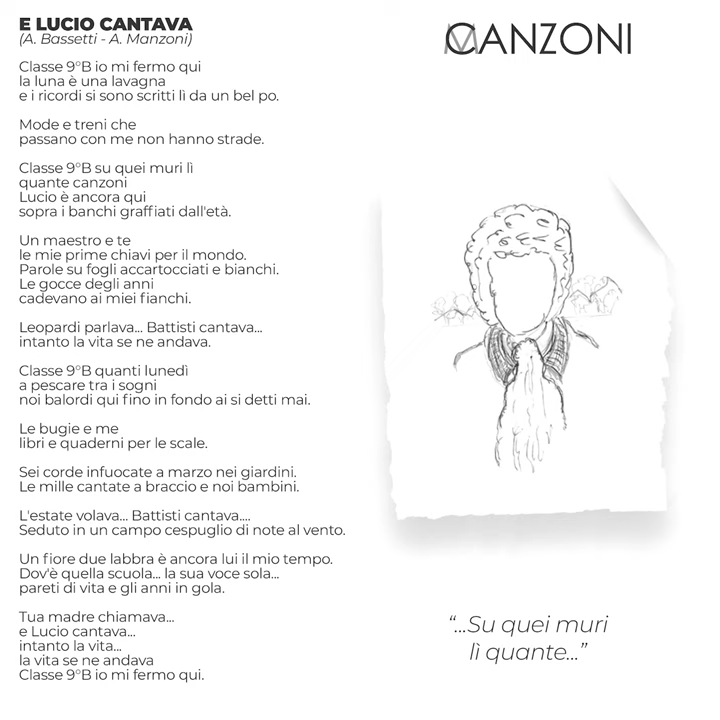 E LUCIO CANTAVA
(A. Bassetti - A. Manzoni)
Classe 9°B io mi fermo qui
la luna è una lavagna
e i ricordi si sono scritti lì da un bel po.
Mode e treni che
passano con me non hanno strade.
Classe 9°B su quei muri lì
quante canzoni
Lucio è ancora qui
sopra i banchi graffiati dall'età.
Un maestro e te
le mie prime chiavi per il mondo.
Parole su fogli accartocciati e bianchi.
Le gocce degli anni
cadevano ai miei fianchi.
Leopardi parlava... Battisti cantava...
intanto la vita se ne andava.
Classe 9°B quanti lunedì
a pescare tra i sogni
noi balordi qui fino in fondo ai si detti mai.
Le bugie e me
libri e quaderni per le scale.
Sei corde infuocate a marzo nei giardini.
Le mille cantate a braccio e noi bambini.
L'estate volava... Battisti cantava....
Seduto in un campo cespuglio di note al vento.
Un fiore due labbra è ancora lui il mio tempo.
Dov'è quella scuola... la sua voce sola...
pareti di vita e gli anni in gola.
Tua madre chiamava...
e Lucio cantava...
intanto la vita...
la vita se ne andava
Classe 9°B io mi fermo qui.
CMANZONI
“...Su quei muri
lì quante...”